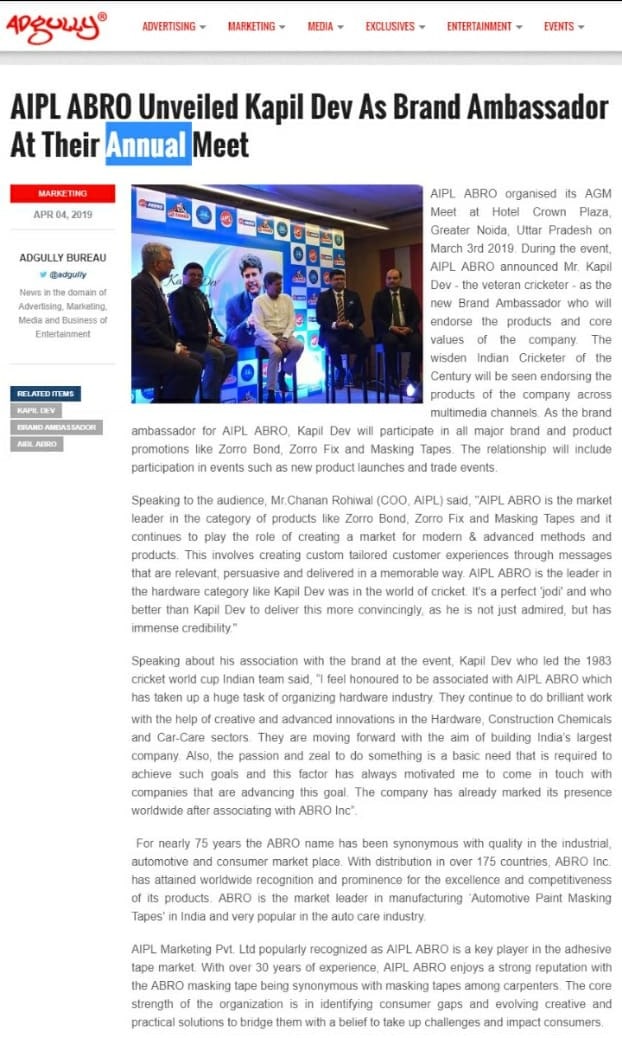 ADGULLY®
ADVERTISING
MARKETING
MEDIA
EXCLUSIVES
ENTERTAINMENT
EVENTS
AIPL ABRO Unveiled Kapil Dev As Brand Ambassador
At Their Annual Meet
MARKETING
APR 04, 2019
ADGULLY BUREAU
@adgully
News in the domain of
Advertising, Marketing,
Media and Business of
Entertainment
RELATED ITEMS
KAPIL DEV
BRAND AMBASSADOR
AIBL ABRO
AIPL ABRO organised its AGM
Meet at Hotel Crown Plaza,
Greater Noida, Uttar Pradesh on
March 3rd 2019. During the event,
AIPL ABRO announced Mr. Kapil
Dev - the veteran cricketer - as the
new Brand Ambassador who will
endorse the products and core
values of the company. The
wisden Indian Cricketer of the
Century will be seen endorsing the
products of the company across
multimedia channels. As the brand
ambassador for AIPL ABRO, Kapil Dev will participate in all major brand and product
promotions like Zorro Bond, Zorro Fix and Masking Tapes. The relationship will include
participation in events such as new product launches and trade events.
Speaking to the audience, Mr.Chanan Rohiwal (COO, AIPL) said, "AIPL ABRO is the market
leader in the category of products like Zorro Bond, Zorro Fix and Masking Tapes and it
continues to play the role of creating a market for modern & advanced methods and
products. This involves creating custom tailored customer experiences through messages
that are relevant, persuasive and delivered in a memorable way. AIPL ABRO is the leader in
the hardware category like Kapil Dev was in the world of cricket. It's a perfect 'jodi' and who
better than Kapil Dev to deliver this more convincingly, as he is not just admired, but has
immense credibility."
Speaking about his association with the brand at the event, Kapil Dev who led the 1983
cricket world cup Indian team said, "I feel honoured to be associated with AIPL ABRO which
has taken up a huge task of organizing hardware industry. They continue to do brilliant work
with the help of creative and advanced innovations in the Hardware, Construction Chemicals
and Car-Care sectors. They are moving forward with the aim of building India's largest
company. Also, the passion and zeal to do something is a basic need that is required to
achieve such goals and this factor has always motivated me to come in touch with
companies that are advancing this goal. The company has already marked its presence
worldwide after associating with ABRO Inc".
For nearly 75 years the ABRO name has been synonymous with quality in the industrial,
automotive and consumer market place. With distribution in over 175 countries, ABRO Inc.
has attained worldwide recognition and prominence for the excellence and competitiveness
of its products. ABRO is the market leader in manufacturing 'Automotive Paint Masking
Tapes' in India and very popular in the auto care industry.
AIPL Marketing Pvt. Ltd popularly recognized as AIPL ABRO is a key player in the adhesive
tape market. With over 30 years of experience, AIPL ABRO enjoys a strong reputation with
the ABRO masking tape being synonymous with masking tapes among carpenters. The core
strength of the organization is in identifying consumer gaps and evolving creative and
practical solutions to bridge them with a belief to take up challenges and impact consumers.